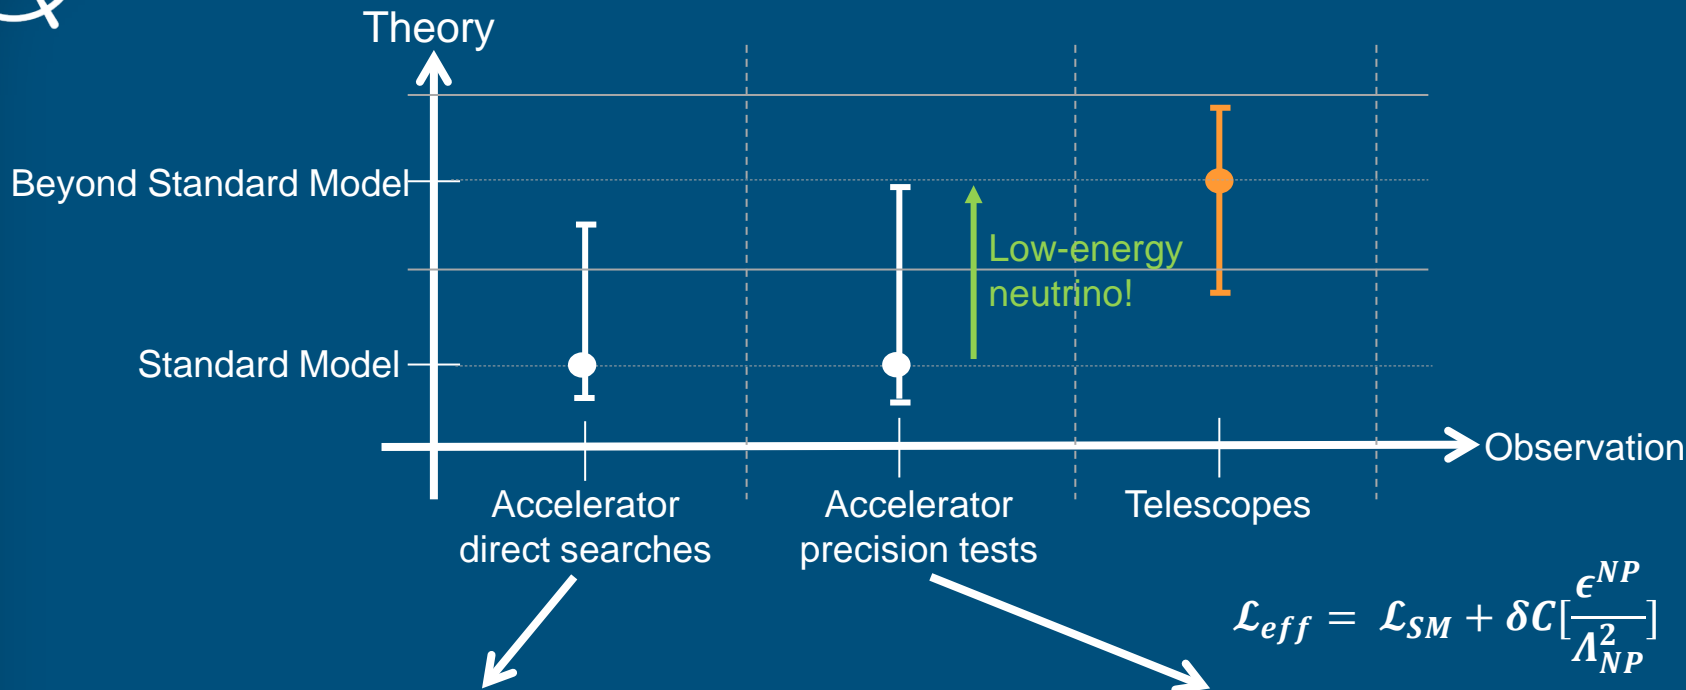 Theory
Beyond Standard Model
Low-energy
neutrino!
Standard Model
Observation
Accelerator
direct searches
Accelerator
precision tests
Telescopes
𝓛_eff = 𝓛_SM + δC[ϵ^NP/Λ²_NP]